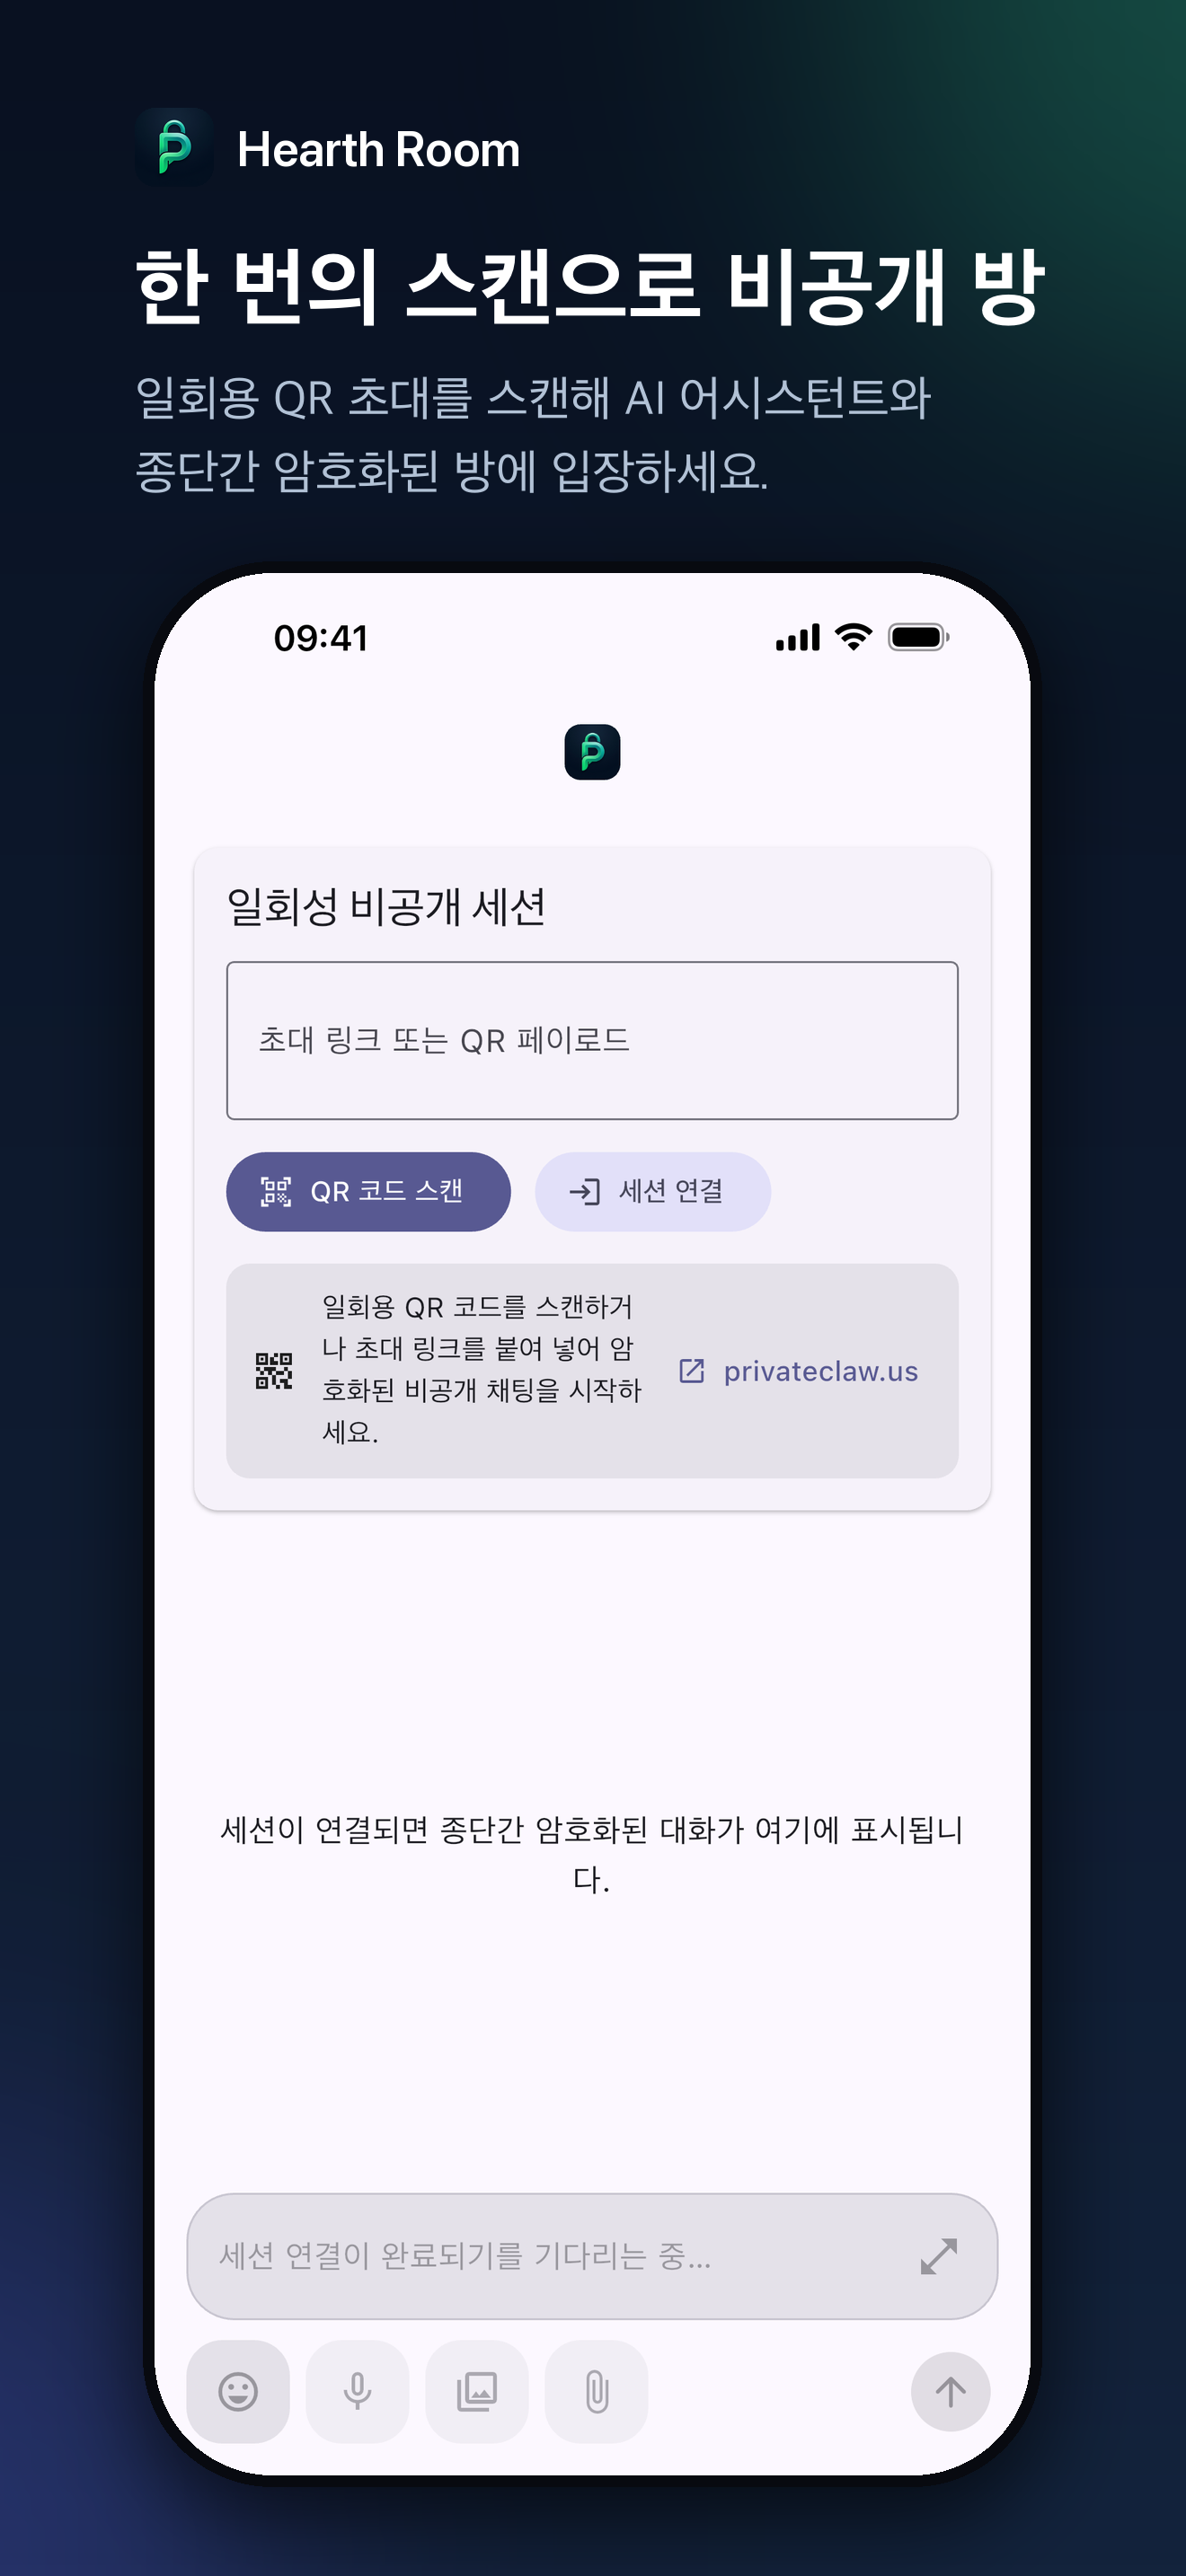 Hearth Room
한 번의 스캔으로 비공개 방
일회용 QR 초대를 스캔해 AI 어시스턴트와
종단간 암호화된 방에 입장하세요.
09:41
일회성 비공개 세션
초대 링크 또는 QR 페이로드
QR 코드 스캔
세션 연결
일회용 QR 코드를 스캔하거
나 초대 링크를 붙여 넣어 암
호화된 비공개 채팅을 시작하
세요.
privateclaw.us
세션이 연결되면 종단간 암호화된 대화가 여기에 표시됩니
다.
세션 연결이 완료되기를 기다리는 중...